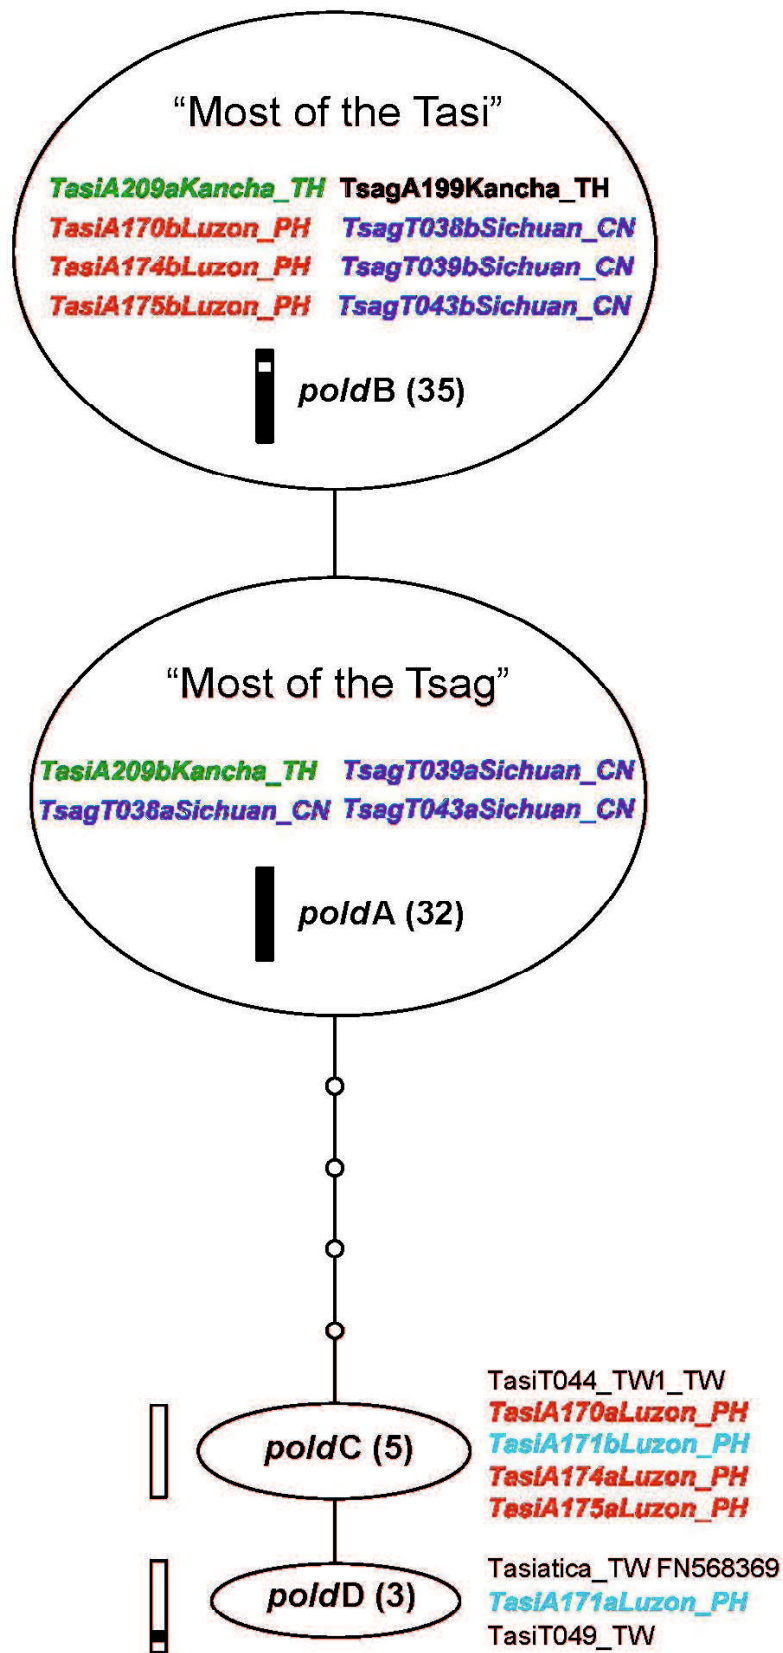 “Most of the Tasi”
TasiA209aKancha_TH TsagA199Kancha_TH
TasiA170bLuzon_PH TsagT038bSichuan_CN
TasiA174bLuzon_PH TsagT039bSichuan_CN
TasiA175bLuzon_PH TsagT043bSichuan_CN
poldB (35)
“Most of the Tsag”
TasiA209bKancha_TH TsagT039aSichuan_CN
TsagT038aSichuan_CN TsagT043aSichuan_CN
poldA (32)
TasiT044_TW1_TW
TasiA170aLuzon_PH
poldC (5)
TasiA171bLuzon_PH
TasiA174aLuzon_PH
TasiA175aLuzon_PH
Tasiatica_TW FN568369
poldD (3)
TasiA171aLuzon_PH
TasiT049_TW